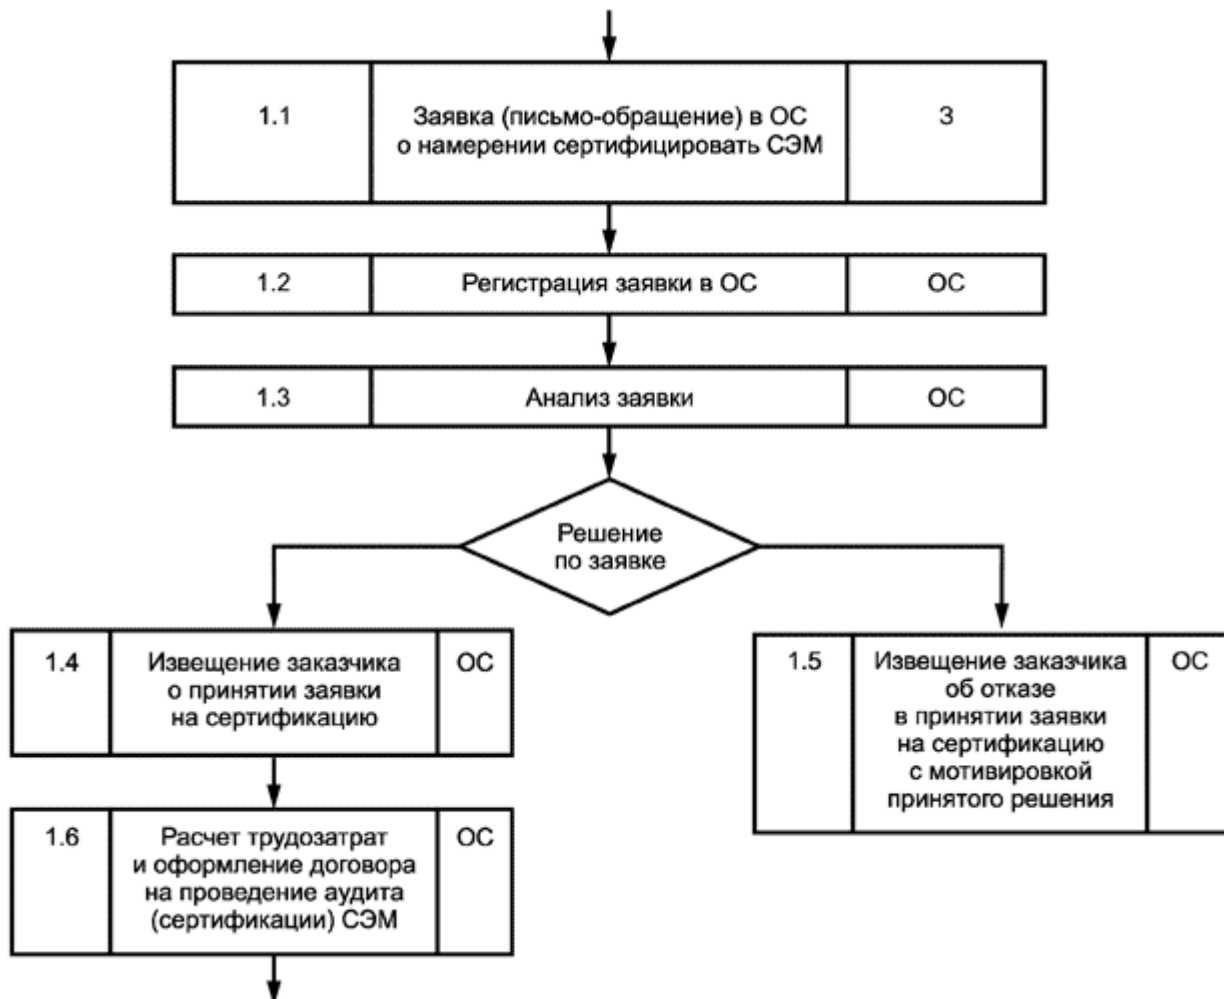 1.1
Заявка (письмо-обращение) в ОС
о намерении сертифицировать СЭМ
З
1.2
Регистрация заявки в ОС
ОС
1.3
Анализ заявки
ОС
Решение
по заявке
1.4
Извещение заказчика
о принятии заявки
на сертификацию
ОС
1.5
Извещение заказчика
об отказе
в принятии заявки
на сертификацию
с мотивировкой
принятого решения
ОС
1.6
Расчет трудозатрат
и оформление договора
на проведение аудита
(сертификации) СЭМ
ОС